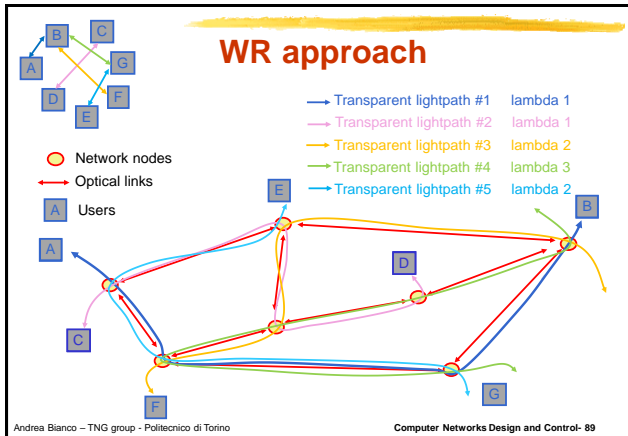 WR approach
A
B
C
D
G
E
F
Transparent lightpath #1 lambda 1
Transparent lightpath #2 lambda 1
Transparent lightpath #3 lambda 2
Transparent lightpath #4 lambda 3
Transparent lightpath #5 lambda 2
Network nodes
Optical links
A Users
E
B
A
D
C
F
G
Andrea Bianco – TNG group - Politecnico di Torino
Computer Networks Design and Control- 89